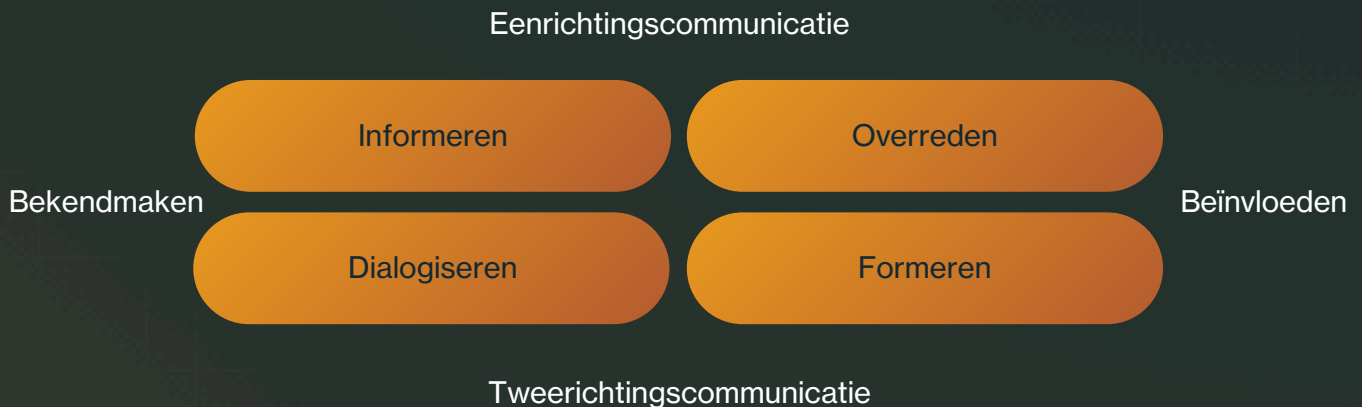 Eenrichtingscommunicatie
Informeren
Overreden
Bekendmaken
Beïnvloeden
Dialogiseren
Formeren
Tweerichtingscommunicatie